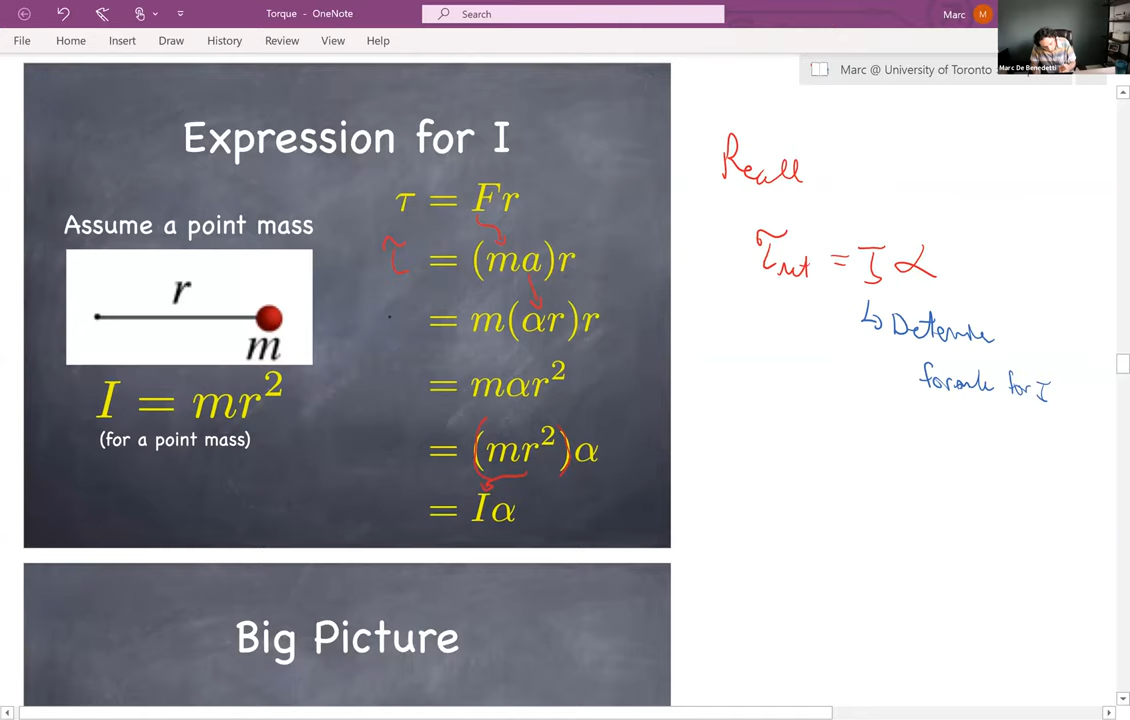 Torque - OneNote
Search
Marc
M
File Home Insert Draw History Review View Help
Marc @ University of Toronto
Marc De Benedetti
Expression for I
Assume a point mass
r
m
I = mr²
(for a point mass)
τ = Fr
τ = (ma)r
= m(αr)r
= mαr²
= (mr²)α
= Iα
Recall
τnet = I α
↳ Determine
formula for I
Big Picture